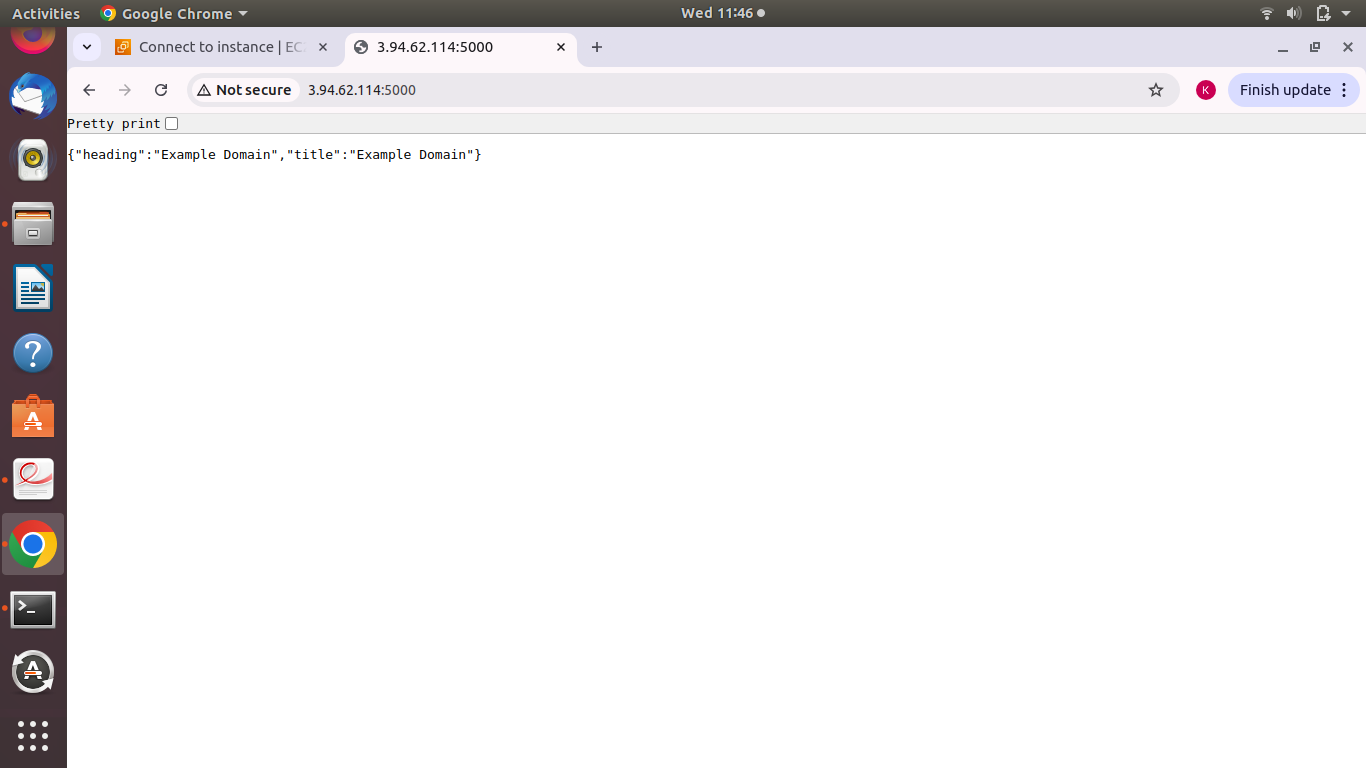 Activities
Google Chrome
Wed 11:46
Connect to instance | EC
3.94.62.114:5000
Not secure
3.94.62.114:5000
K
Finish update
Pretty print
{"heading":"Example Domain","title":"Example Domain"}